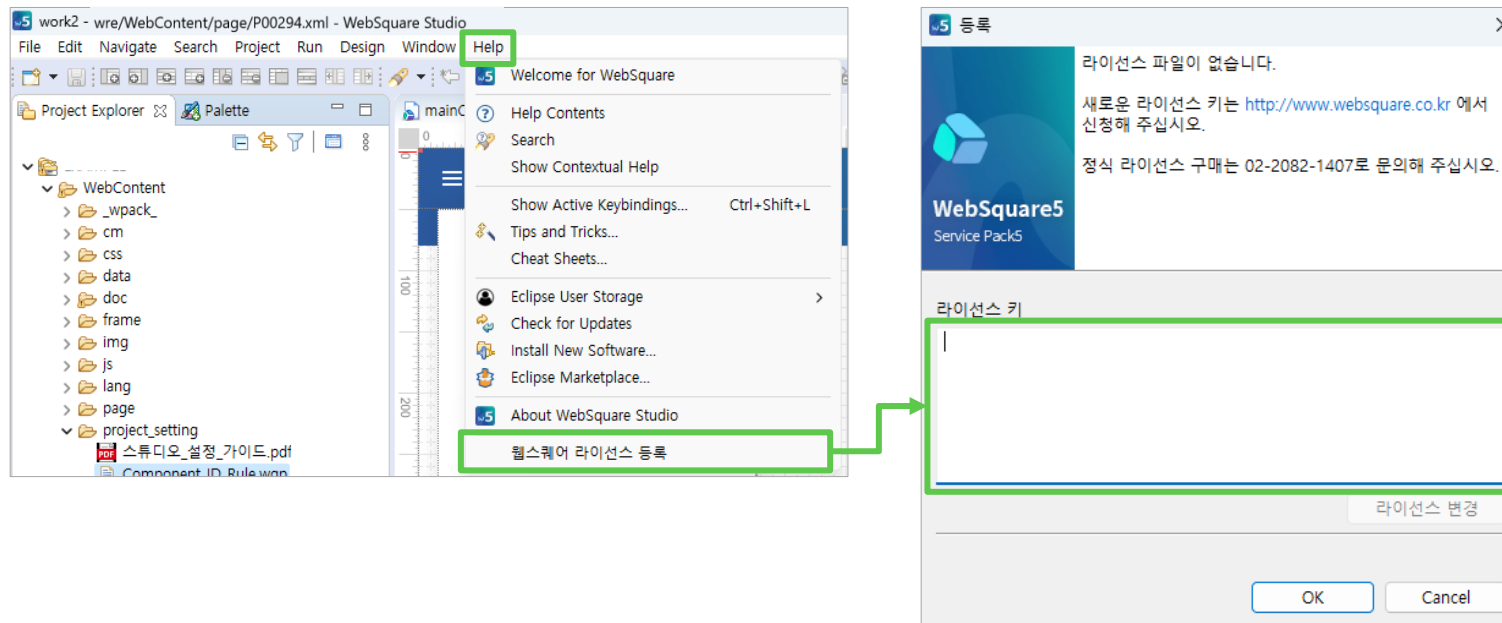 work2 - wre/WebContent/page/P00294.xml - WebSquare Studio
File Edit Navigate Search Project Run Design Window Help
Project Explorer
Palette
mainC
0
100
200
WebContent
_wpack_
cm
css
data
doc
frame
img
js
lang
page
project_setting
스튜디오_설정_가이드.pdf
Component_ID_Rule.wqp
Welcome for WebSquare
Help Contents
Search
Show Contextual Help
Show Active Keybindings... Ctrl+Shift+L
Tips and Tricks...
Cheat Sheets...
Eclipse User Storage
Check for Updates
Install New Software...
Eclipse Marketplace...
About WebSquare Studio
웹스퀘어 라이선스 등록
등록
라이선스 파일이 없습니다.
새로운 라이선스 키는 http://www.websquare.co.kr 에서
신청해 주십시오.
정식 라이선스 구매는 02-2082-1407로 문의해 주십시오.
WebSquare5
Service Pack5
라이선스 키
라이선스 변경
OK Cancel